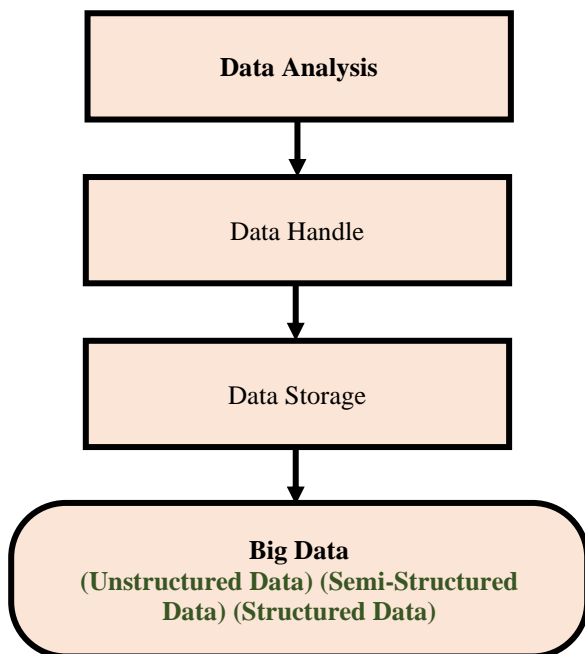 Data Analysis
Data Handle
Data Storage
Big Data
(Unstructured Data) (Semi-Structured
Data) (Structured Data)